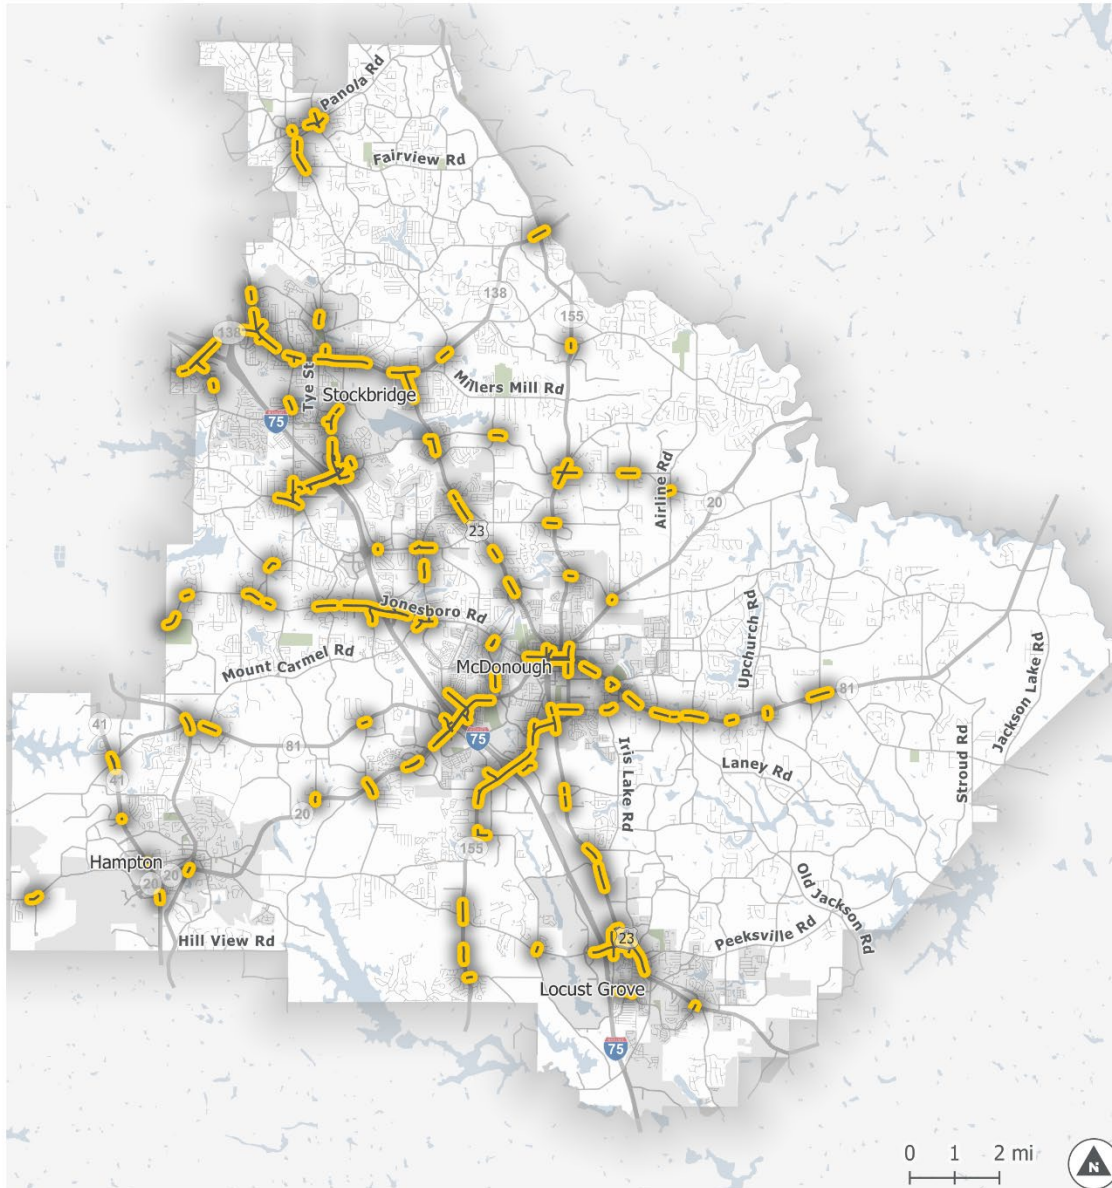 Panola Rd
Fairview Rd
138
155
138
Millers Mill Rd
Tye St
Stockbridge
75
Airline Rd
20
23
Jonesboro Rd
Upchurch Rd
Jackson Lake Rd
McDonough
Mount Carmel Rd
81
41
81
75
Iris Lake Rd
Laney Rd
Stroud Rd
41
20
155
Hampton
20
20
Old Jackson Rd
Peeksville Rd
Hill View Rd
23
Locust Grove
75
0 1 2 mi
N